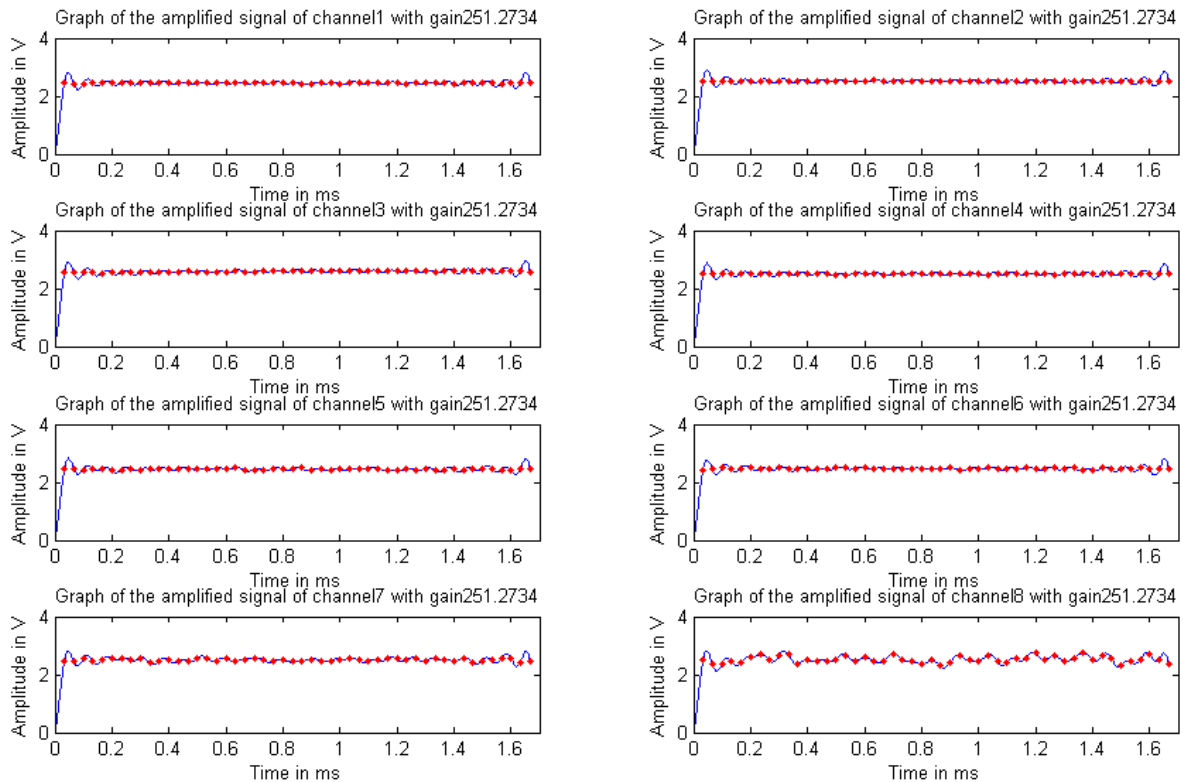 Graph of the amplified signal of channel1 with gain251.2734
4
2
0
Amplitude in V
0 0.2 0.4 0.6 0.8 1 1.2 1.4 1.6
Time in ms
Graph of the amplified signal of channel2 with gain251.2734
4
2
0
Amplitude in V
0 0.2 0.4 0.6 0.8 1 1.2 1.4 1.6
Time in ms
Graph of the amplified signal of channel3 with gain251.2734
4
2
0
Amplitude in V
0 0.2 0.4 0.6 0.8 1 1.2 1.4 1.6
Time in ms
Graph of the amplified signal of channel4 with gain251.2734
4
2
0
Amplitude in V
0 0.2 0.4 0.6 0.8 1 1.2 1.4 1.6
Time in ms
Graph of the amplified signal of channel5 with gain251.2734
4
2
0
Amplitude in V
0 0.2 0.4 0.6 0.8 1 1.2 1.4 1.6
Time in ms
Graph of the amplified signal of channel6 with gain251.2734
4
2
0
Amplitude in V
0 0.2 0.4 0.6 0.8 1 1.2 1.4 1.6
Time in ms
Graph of the amplified signal of channel7 with gain251.2734
4
2
0
Amplitude in V
0 0.2 0.4 0.6 0.8 1 1.2 1.4 1.6
Time in ms
Graph of the amplified signal of channel8 with gain251.2734
4
2
0
Amplitude in V
0 0.2 0.4 0.6 0.8 1 1.2 1.4 1.6
Time in ms